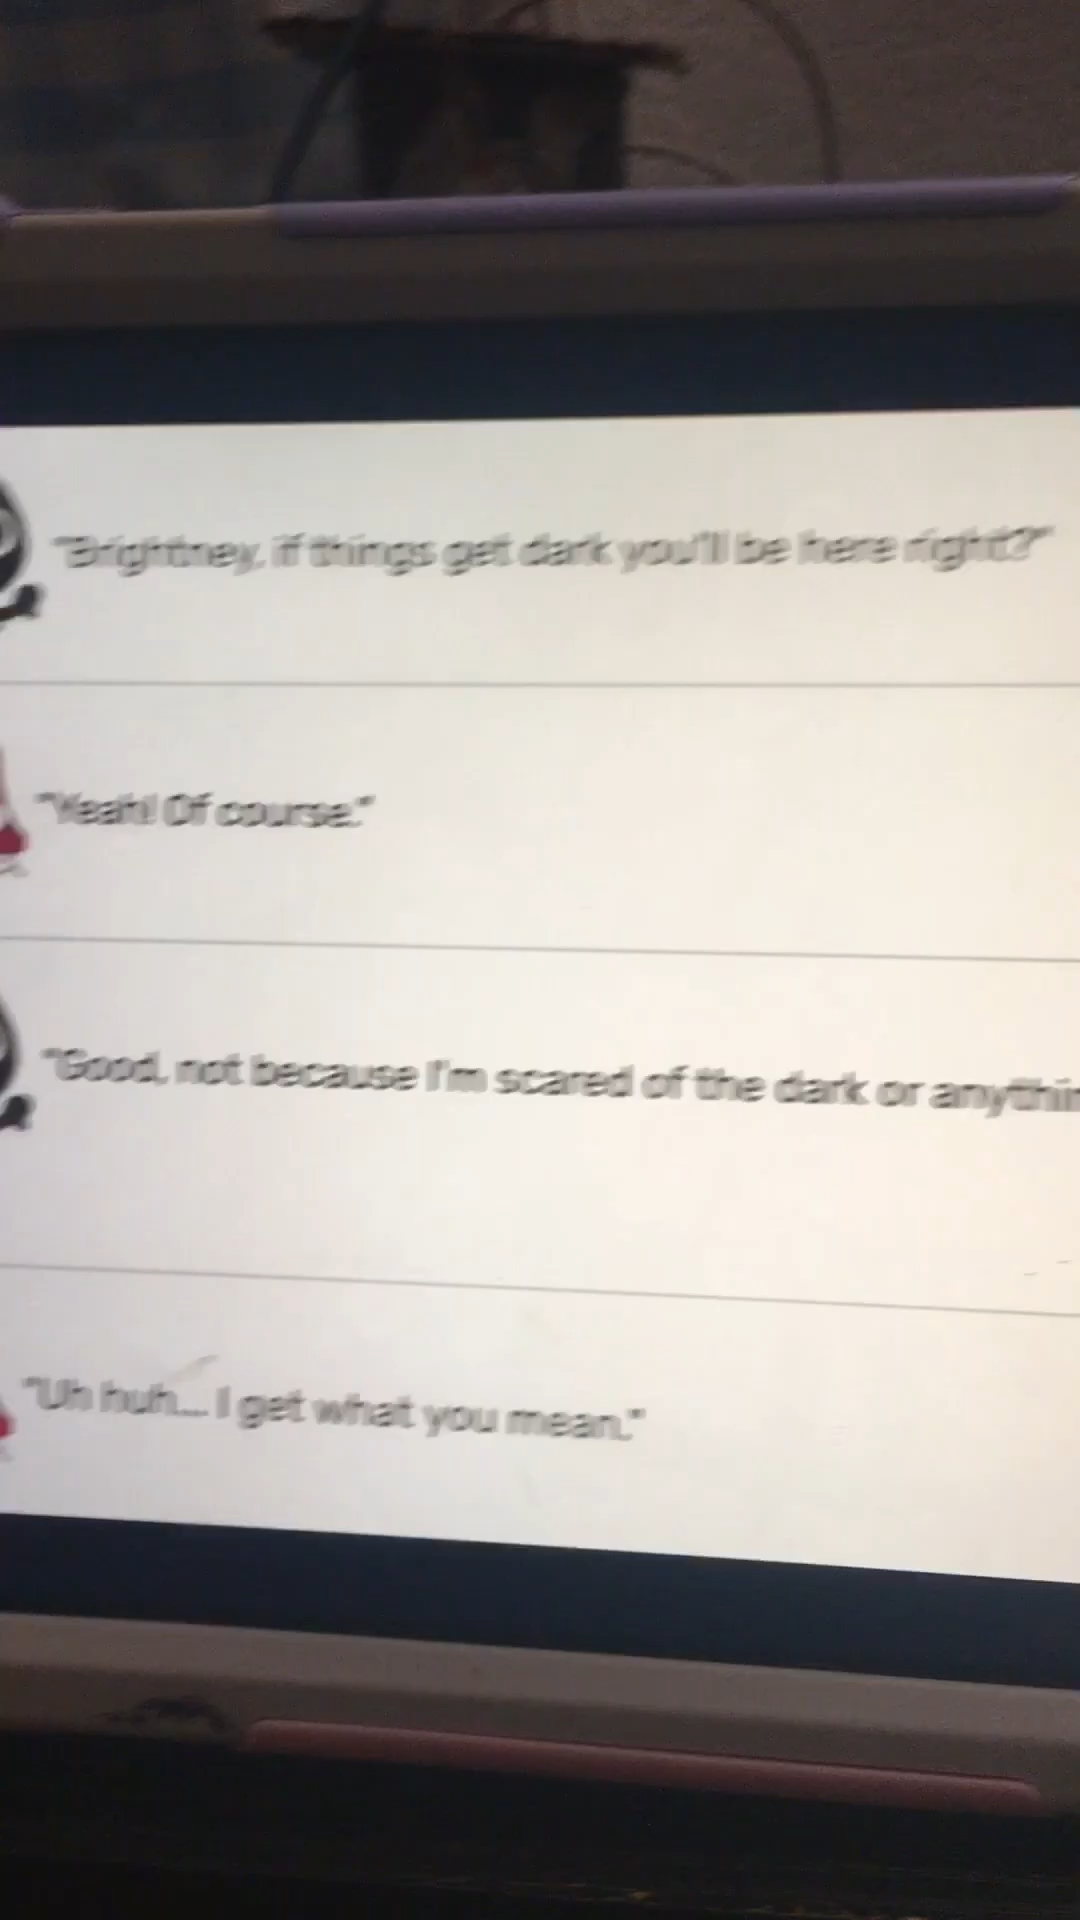 "Brightney, if things get dark you'll be here right?"
"Yeah! Of course."
"Good, not because I'm scared of the dark or anythin
"Uh huh... I get what you mean."